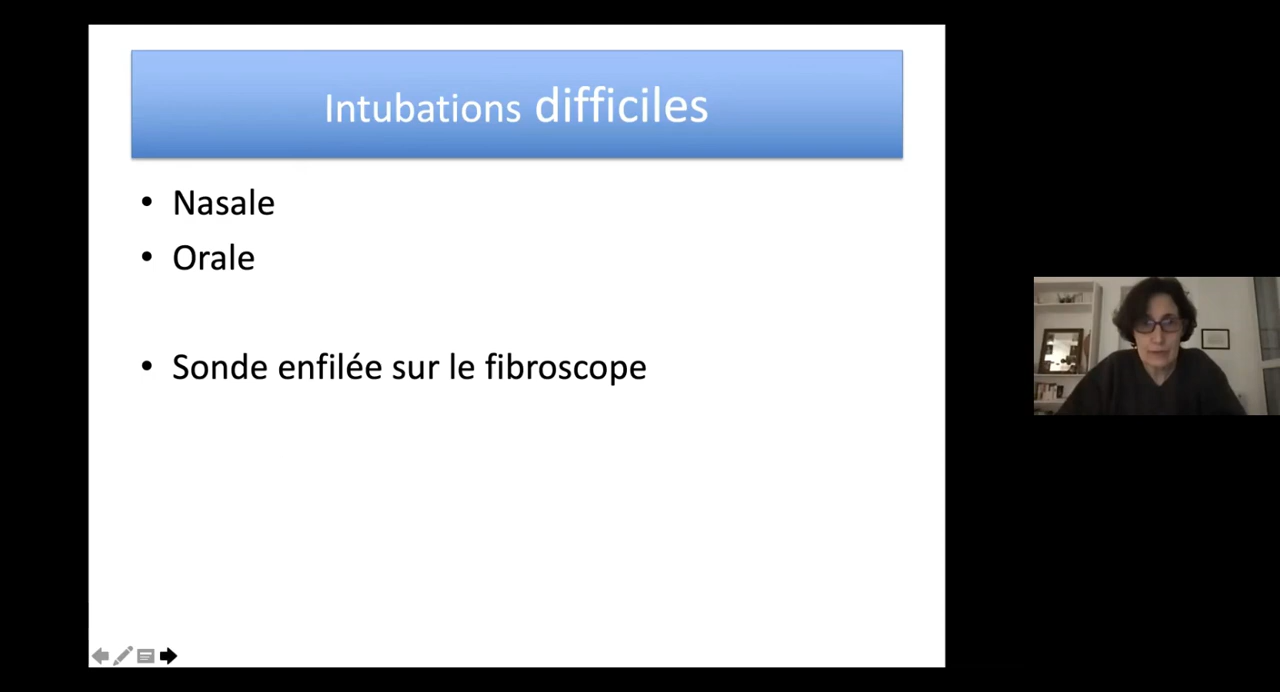 Intubations difficiles
• Nasale
• Orale
• Sonde enfilée sur le fibroscope